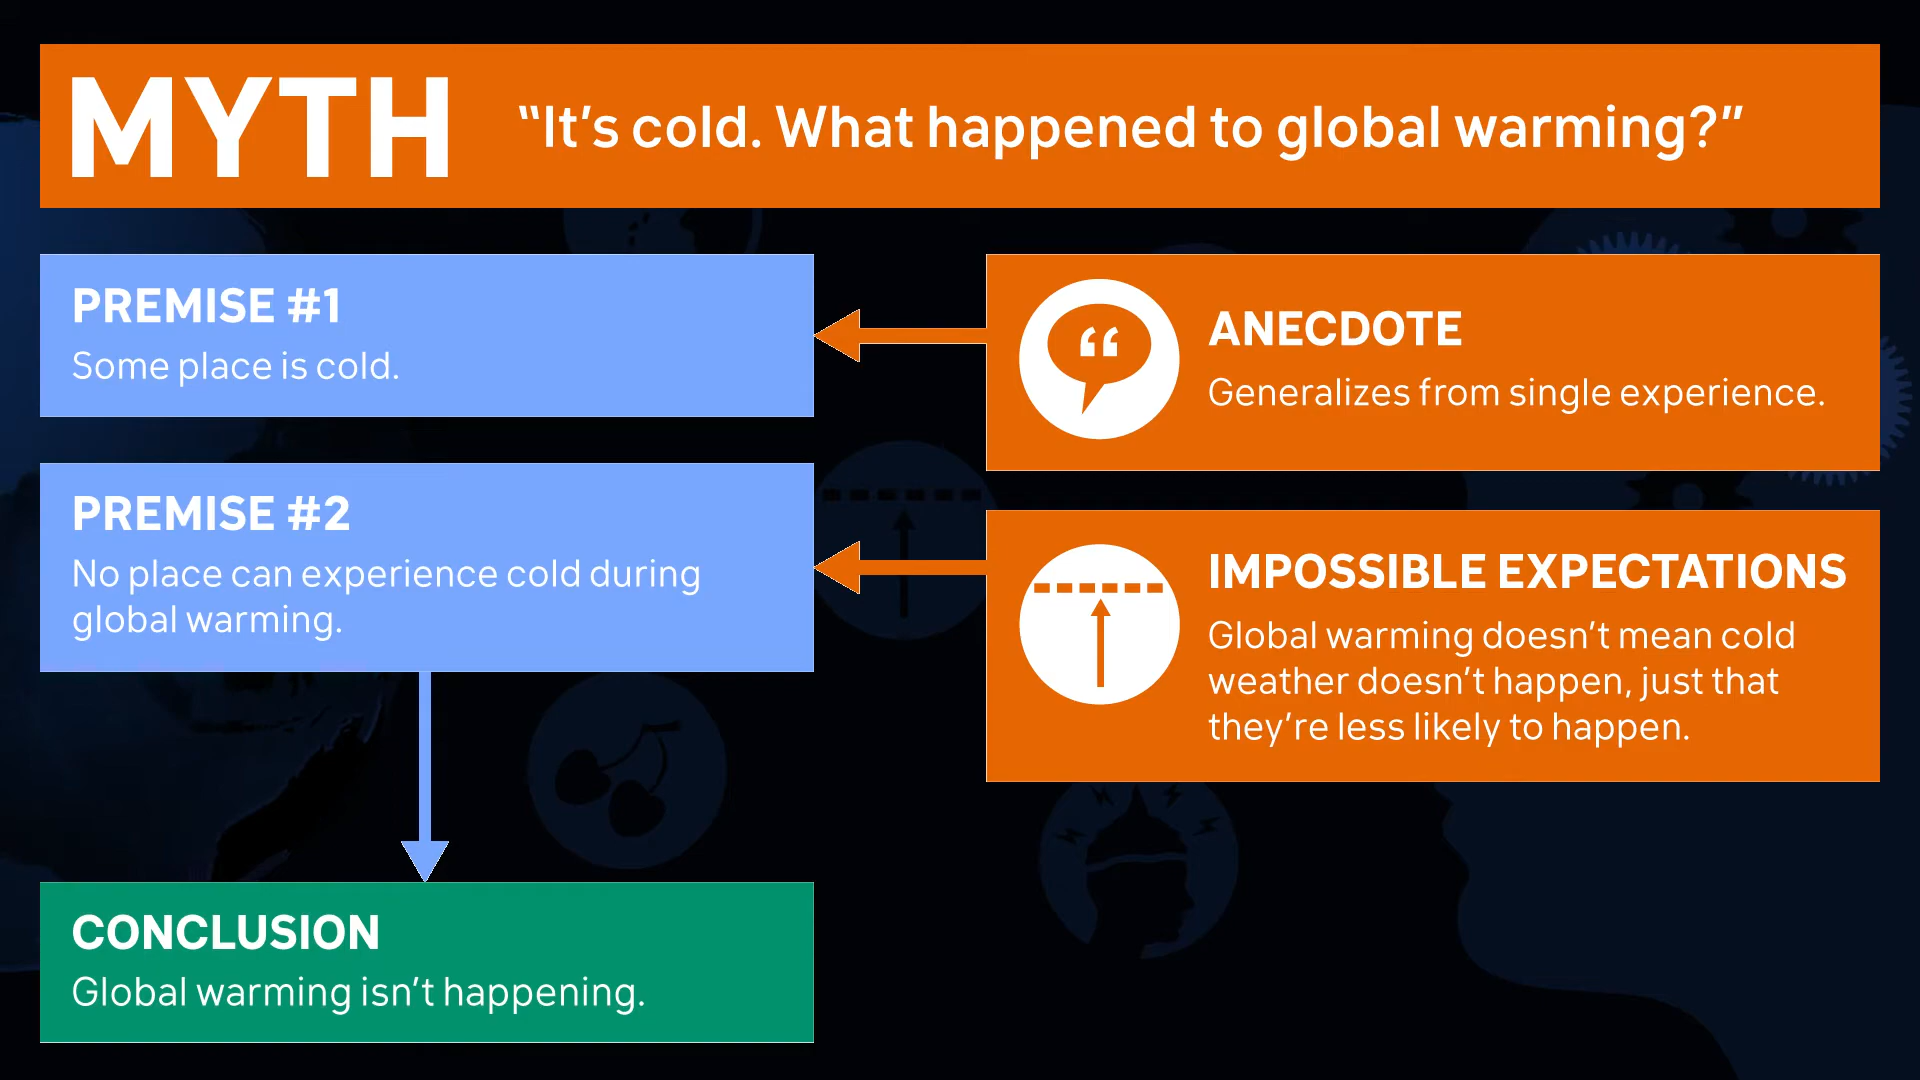 MYTH
“It’s cold. What happened to global warming?”
PREMISE #1
Some place is cold.
ANECDOTE
Generalizes from single experience.
PREMISE #2
No place can experience cold during
global warming.
IMPOSSIBLE EXPECTATIONS
Global warming doesn’t mean cold
weather doesn’t happen, just that
they’re less likely to happen.
CONCLUSION
Global warming isn’t happening.